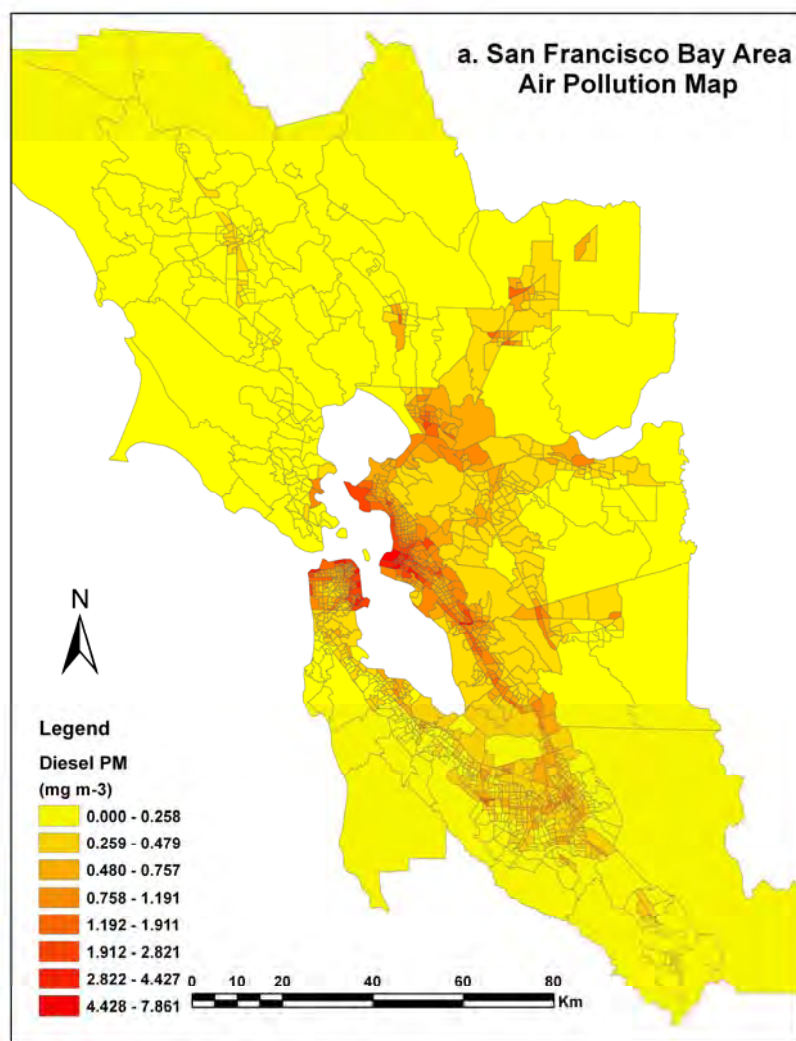 a. San Francisco Bay Area
Air Pollution Map
N
Legend
Diesel PM
(mg m-3)
0.000 - 0.258
0.259 - 0.479
0.480 - 0.757
0.758 - 1.191
1.192 - 1.911
1.912 - 2.821
2.822 - 4.427
4.428 - 7.861
0 10 20 40 60 80
Km